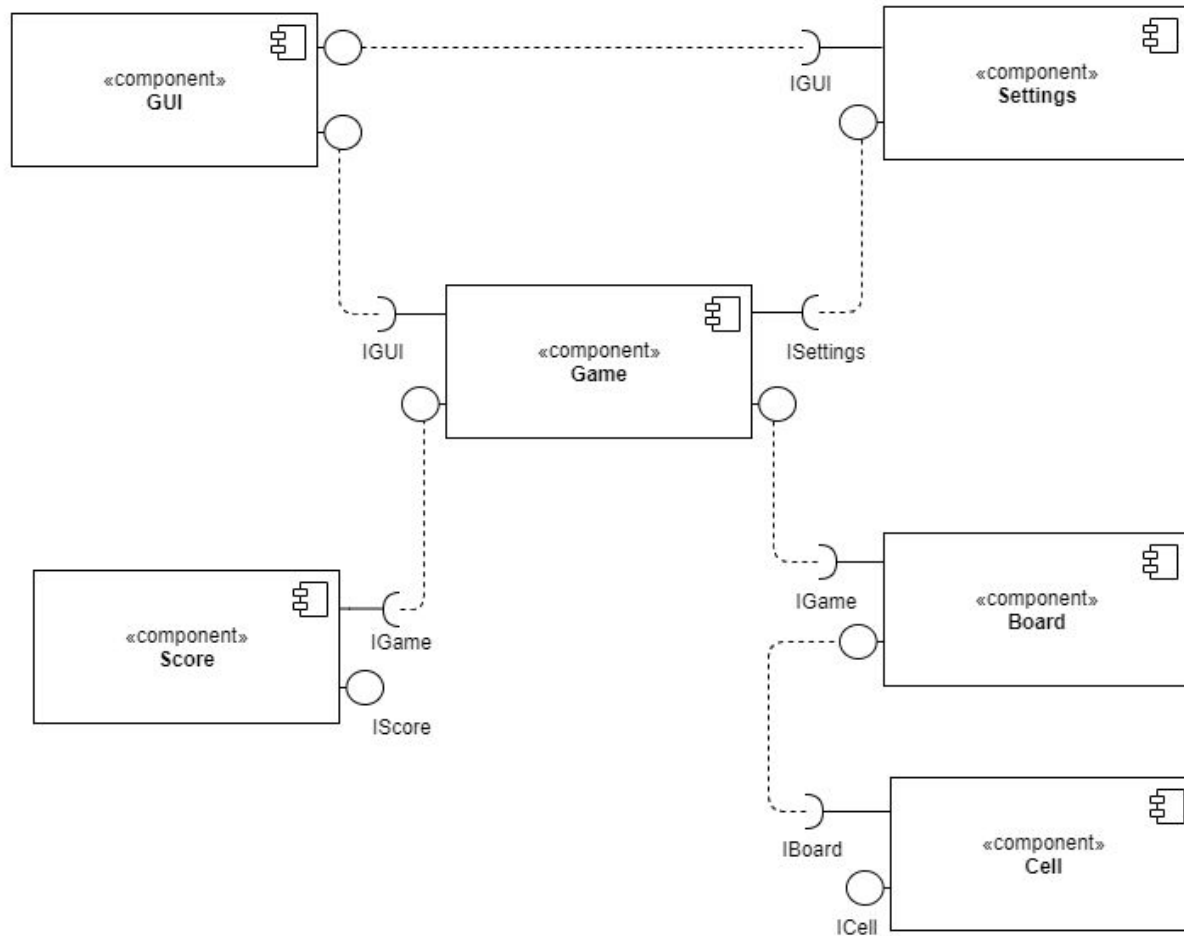 «component»
GUI
IGUI
«component»
Settings
IGUI
«component»
Game
ISettings
«component»
Score
IGame
IScore
IGame
«component»
Board
IBoard
«component»
Cell
ICell